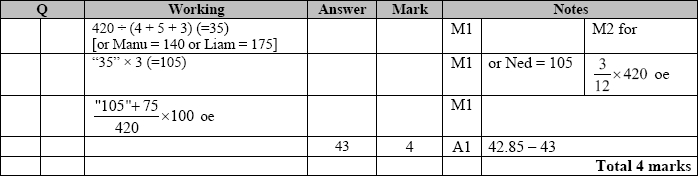 Q Working Answer Mark Notes
420 ÷ (4 + 5 + 3) (=35) M1 M2 for
[or Manu = 140 or Liam = 175]
“35” × 3 (=105) M1 or Ned = 105 3/12 × 420 oe
("105"+ 75)/420 ×100 oe M1
43 4 A1 42.85 – 43
Total 4 marks